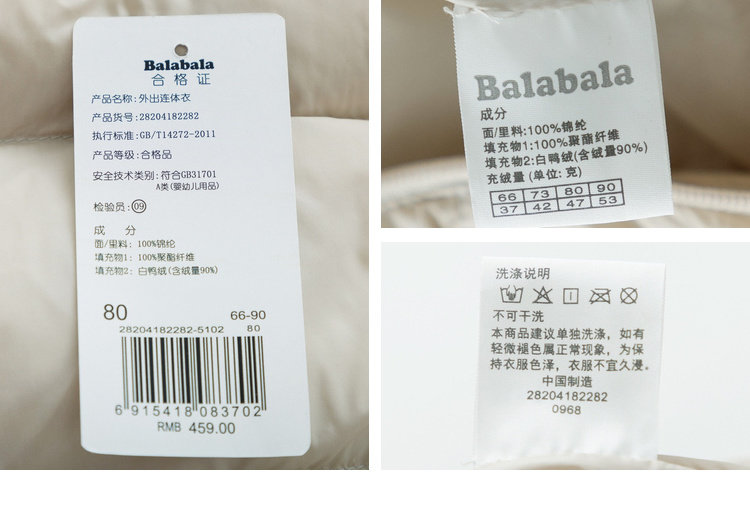 Balabala
合格证
产品名称: 外出连体衣
产品货号: 28204182282
执行标准: GB/T14272-2011
产品等级: 合格品
安全技术类别: 符合GB31701
A类(婴幼儿用品)
检验员: 09
成 分
面/里料: 100%锦纶
填充物1: 100%聚酯纤维
填充物2: 白鸭绒(含绒量90%)
80 66-90
28204182282-5102 80
6 915418 083702
RMB 459.00
Balabala
成分
面/里料:100%锦纶
填充物1:100%聚酯纤维
填充物2:白鸭绒(含绒量90%)
充绒量 (单位: 克)
66 73 80 90
37 42 47 53
洗涤说明
不可干洗
本商品建议单独洗涤，如有
轻微褪色属正常现象，为保
持衣服色泽，衣服不宜久浸。
中国制造
28204182282
0968